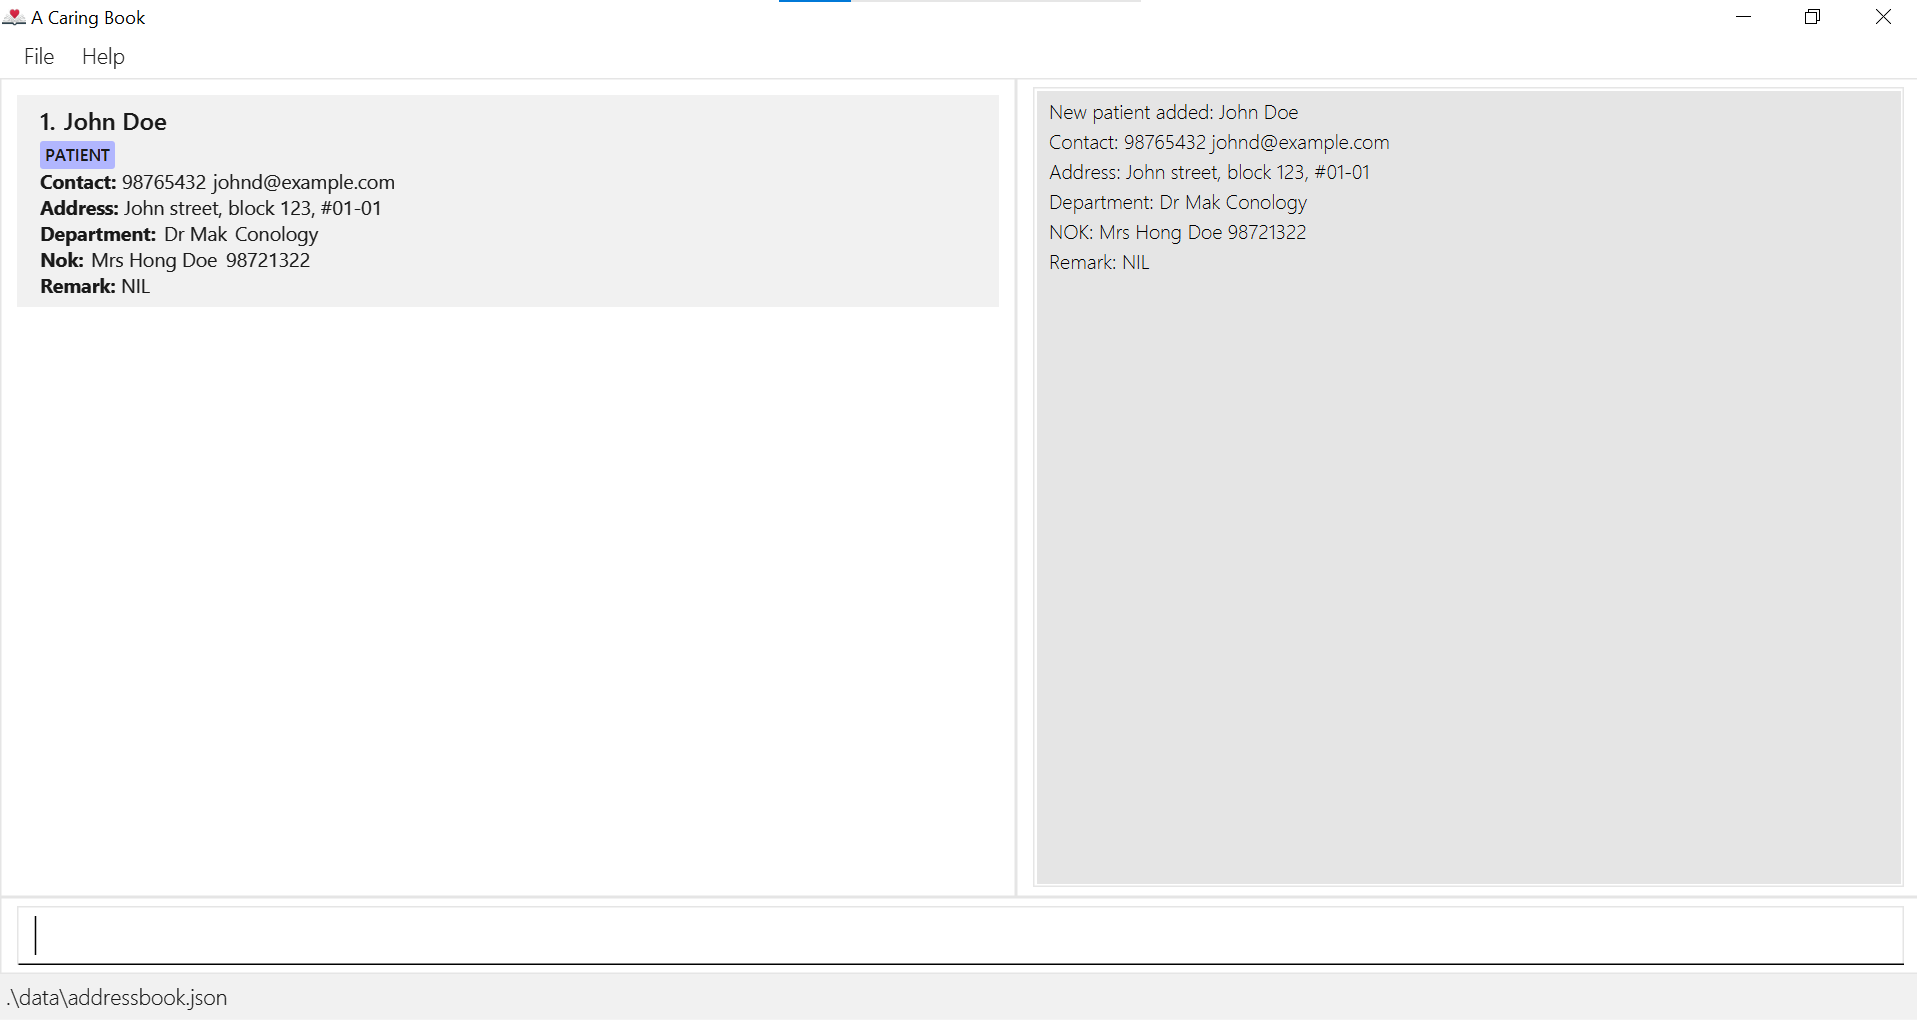 A Caring Book
File Help
1. John Doe
PATIENT
Contact: 98765432 johnd@example.com
Address: John street, block 123, #01-01
Department: Dr Mak Conology
Nok: Mrs Hong Doe 98721322
Remark: NIL
New patient added: John Doe
Contact: 98765432 johnd@example.com
Address: John street, block 123, #01-01
Department: Dr Mak Conology
NOK: Mrs Hong Doe 98721322
Remark: NIL
.\data\addressbook.json